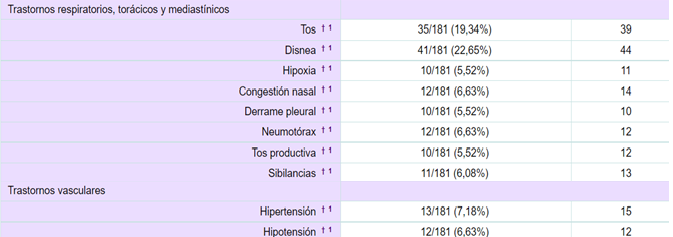 Trastornos respiratorios, torácicos y mediastínicos
Tos † ¹ 35/181 (19,34%) 39
Disnea † ¹ 41/181 (22,65%) 44
Hipoxia † ¹ 10/181 (5,52%) 11
Congestión nasal † ¹ 12/181 (6,63%) 14
Derrame pleural † ¹ 10/181 (5,52%) 10
Neumotórax † ¹ 12/181 (6,63%) 12
Tos productiva † ¹ 10/181 (5,52%) 12
Sibilancias † ¹ 11/181 (6,08%) 13
Trastornos vasculares
Hipertensión † ¹ 13/181 (7,18%) 15
Hipotensión † ¹ 12/181 (6,63%) 12